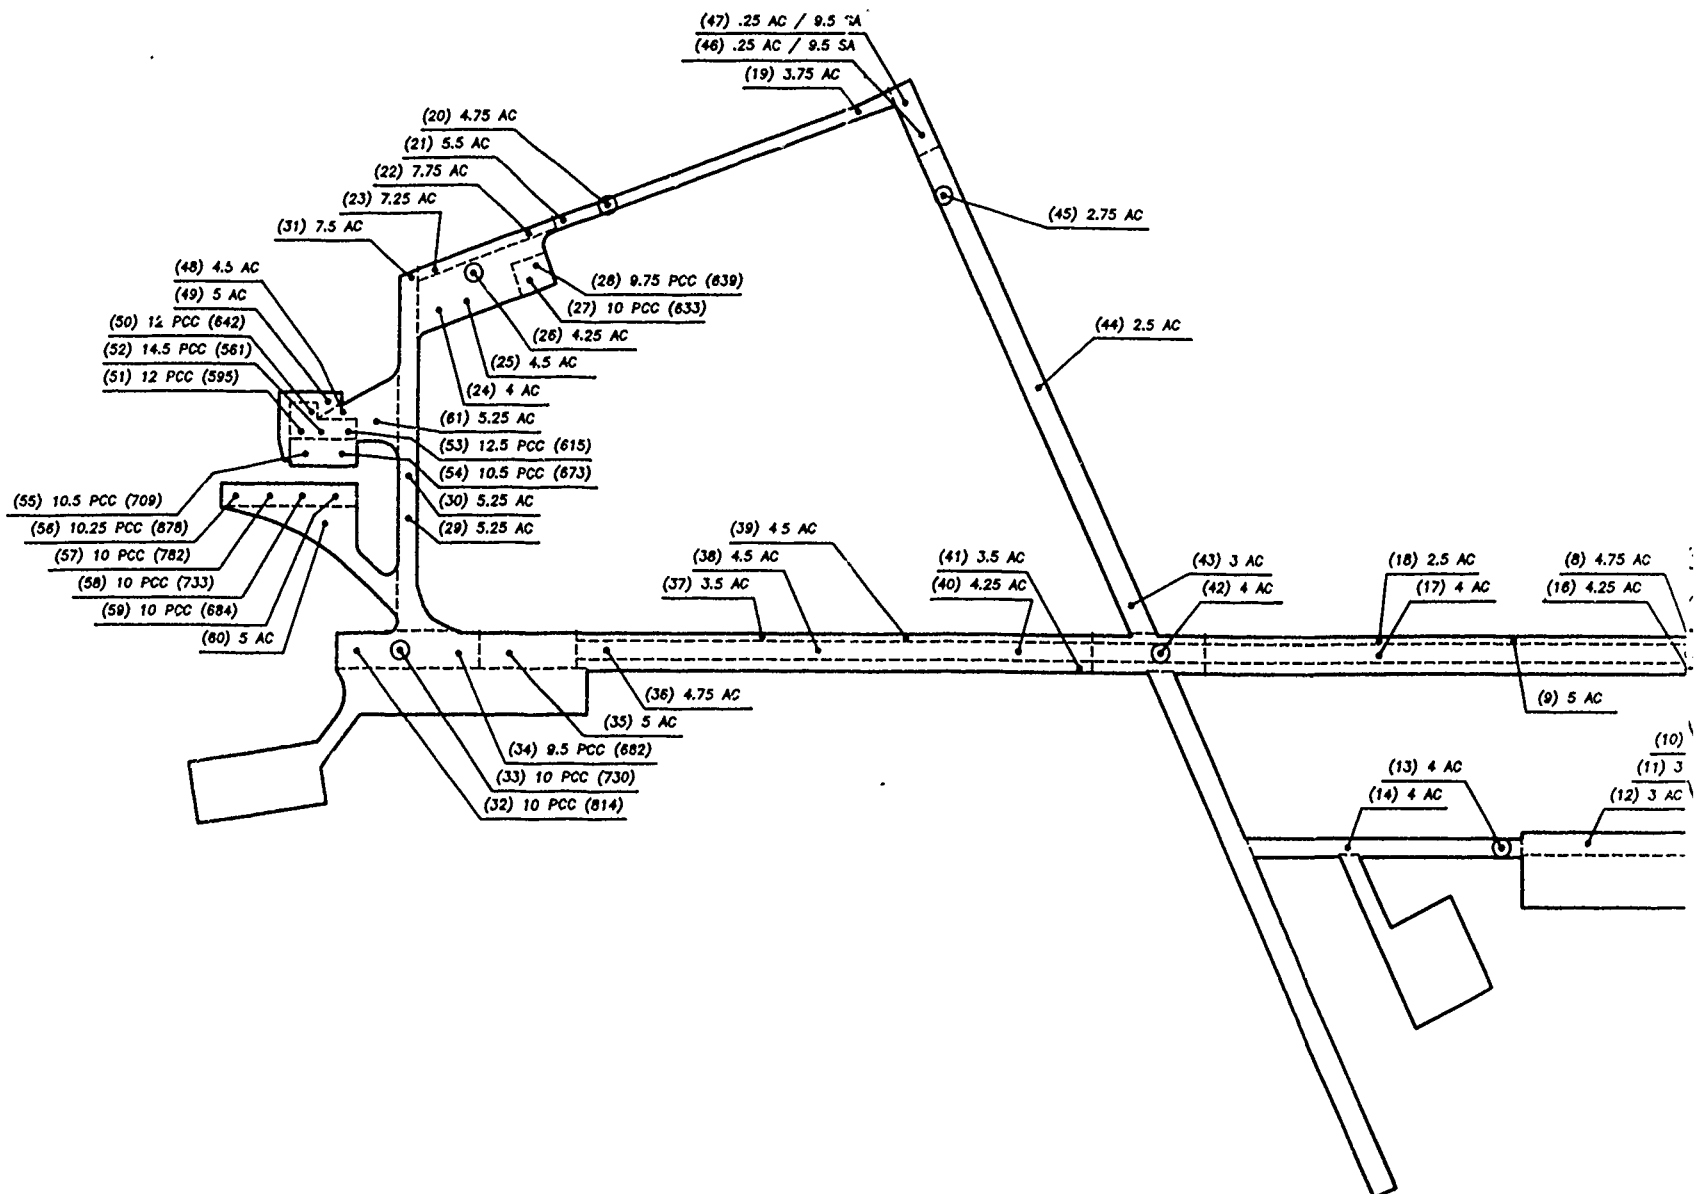 (47) .25 AC / 9.5 SA
(46) .25 AC / 9.5 SA
(19) 3.75 AC
(20) 4.75 AC
(21) 5.5 AC
(22) 7.75 AC
(23) 7.25 AC
(31) 7.5 AC
(45) 2.75 AC
(48) 4.5 AC
(49) 5 AC
(50) 12 PCC (642)
(52) 14.5 PCC (561)
(51) 12 PCC (595)
(28) 9.75 PCC (639)
(27) 10 PCC (633)
(26) 4.25 AC
(25) 4.5 AC
(24) 4 AC
(44) 2.5 AC
(61) 5.25 AC
(53) 12.5 PCC (615)
(54) 10.5 PCC (673)
(30) 5.25 AC
(29) 5.25 AC
(55) 10.5 PCC (709)
(56) 10.25 PCC (878)
(57) 10 PCC (782)
(58) 10 PCC (733)
(59) 10 PCC (684)
(60) 5 AC
(39) 4.5 AC
(38) 4.5 AC
(37) 3.5 AC
(41) 3.5 AC
(40) 4.25 AC
(43) 3 AC
(42) 4 AC
(18) 2.5 AC
(17) 4 AC
(8) 4.75 AC
(16) 4.25 AC
(36) 4.75 AC
(35) 5 AC
(34) 9.5 PCC (682)
(33) 10 PCC (730)
(32) 10 PCC (814)
(9) 5 AC
(10)
(11) 3
(12) 3 AC
(13) 4 AC
(14) 4 AC